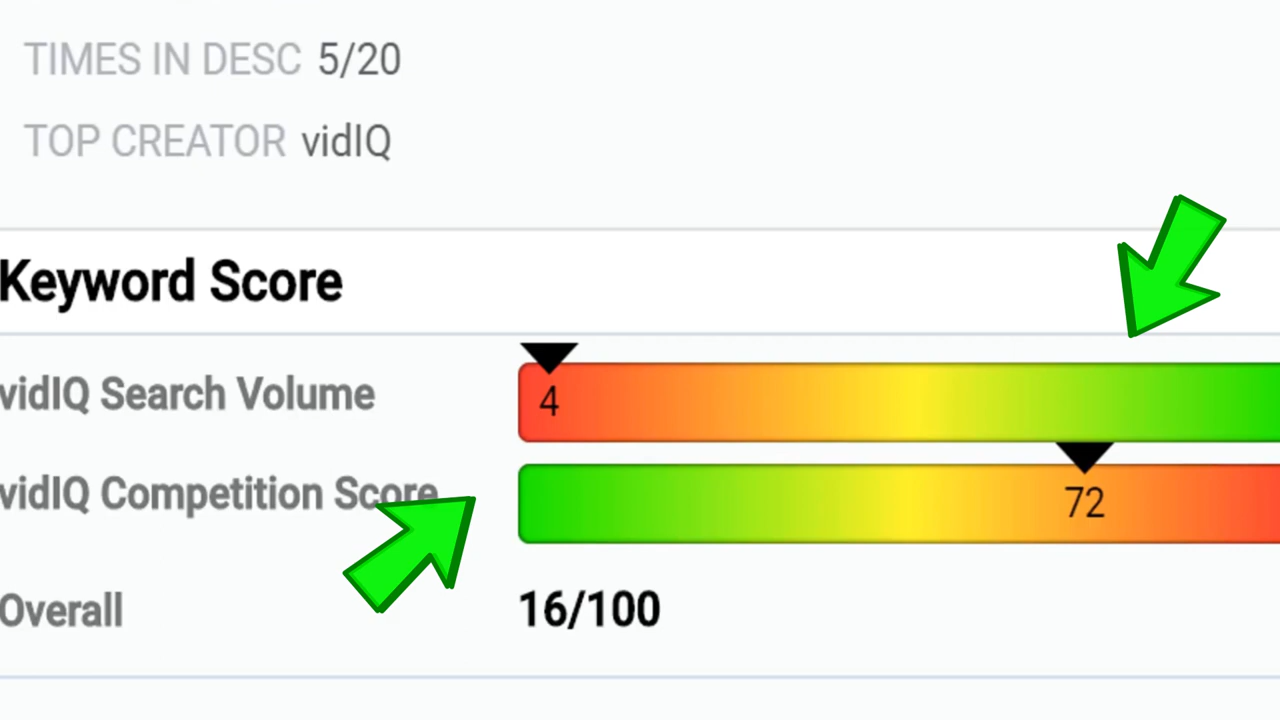 TIMES IN DESC 5/20
TOP CREATOR vidIQ
Keyword Score
vidIQ Search Volume 4
vidIQ Competition Score 72
Overall 16/100